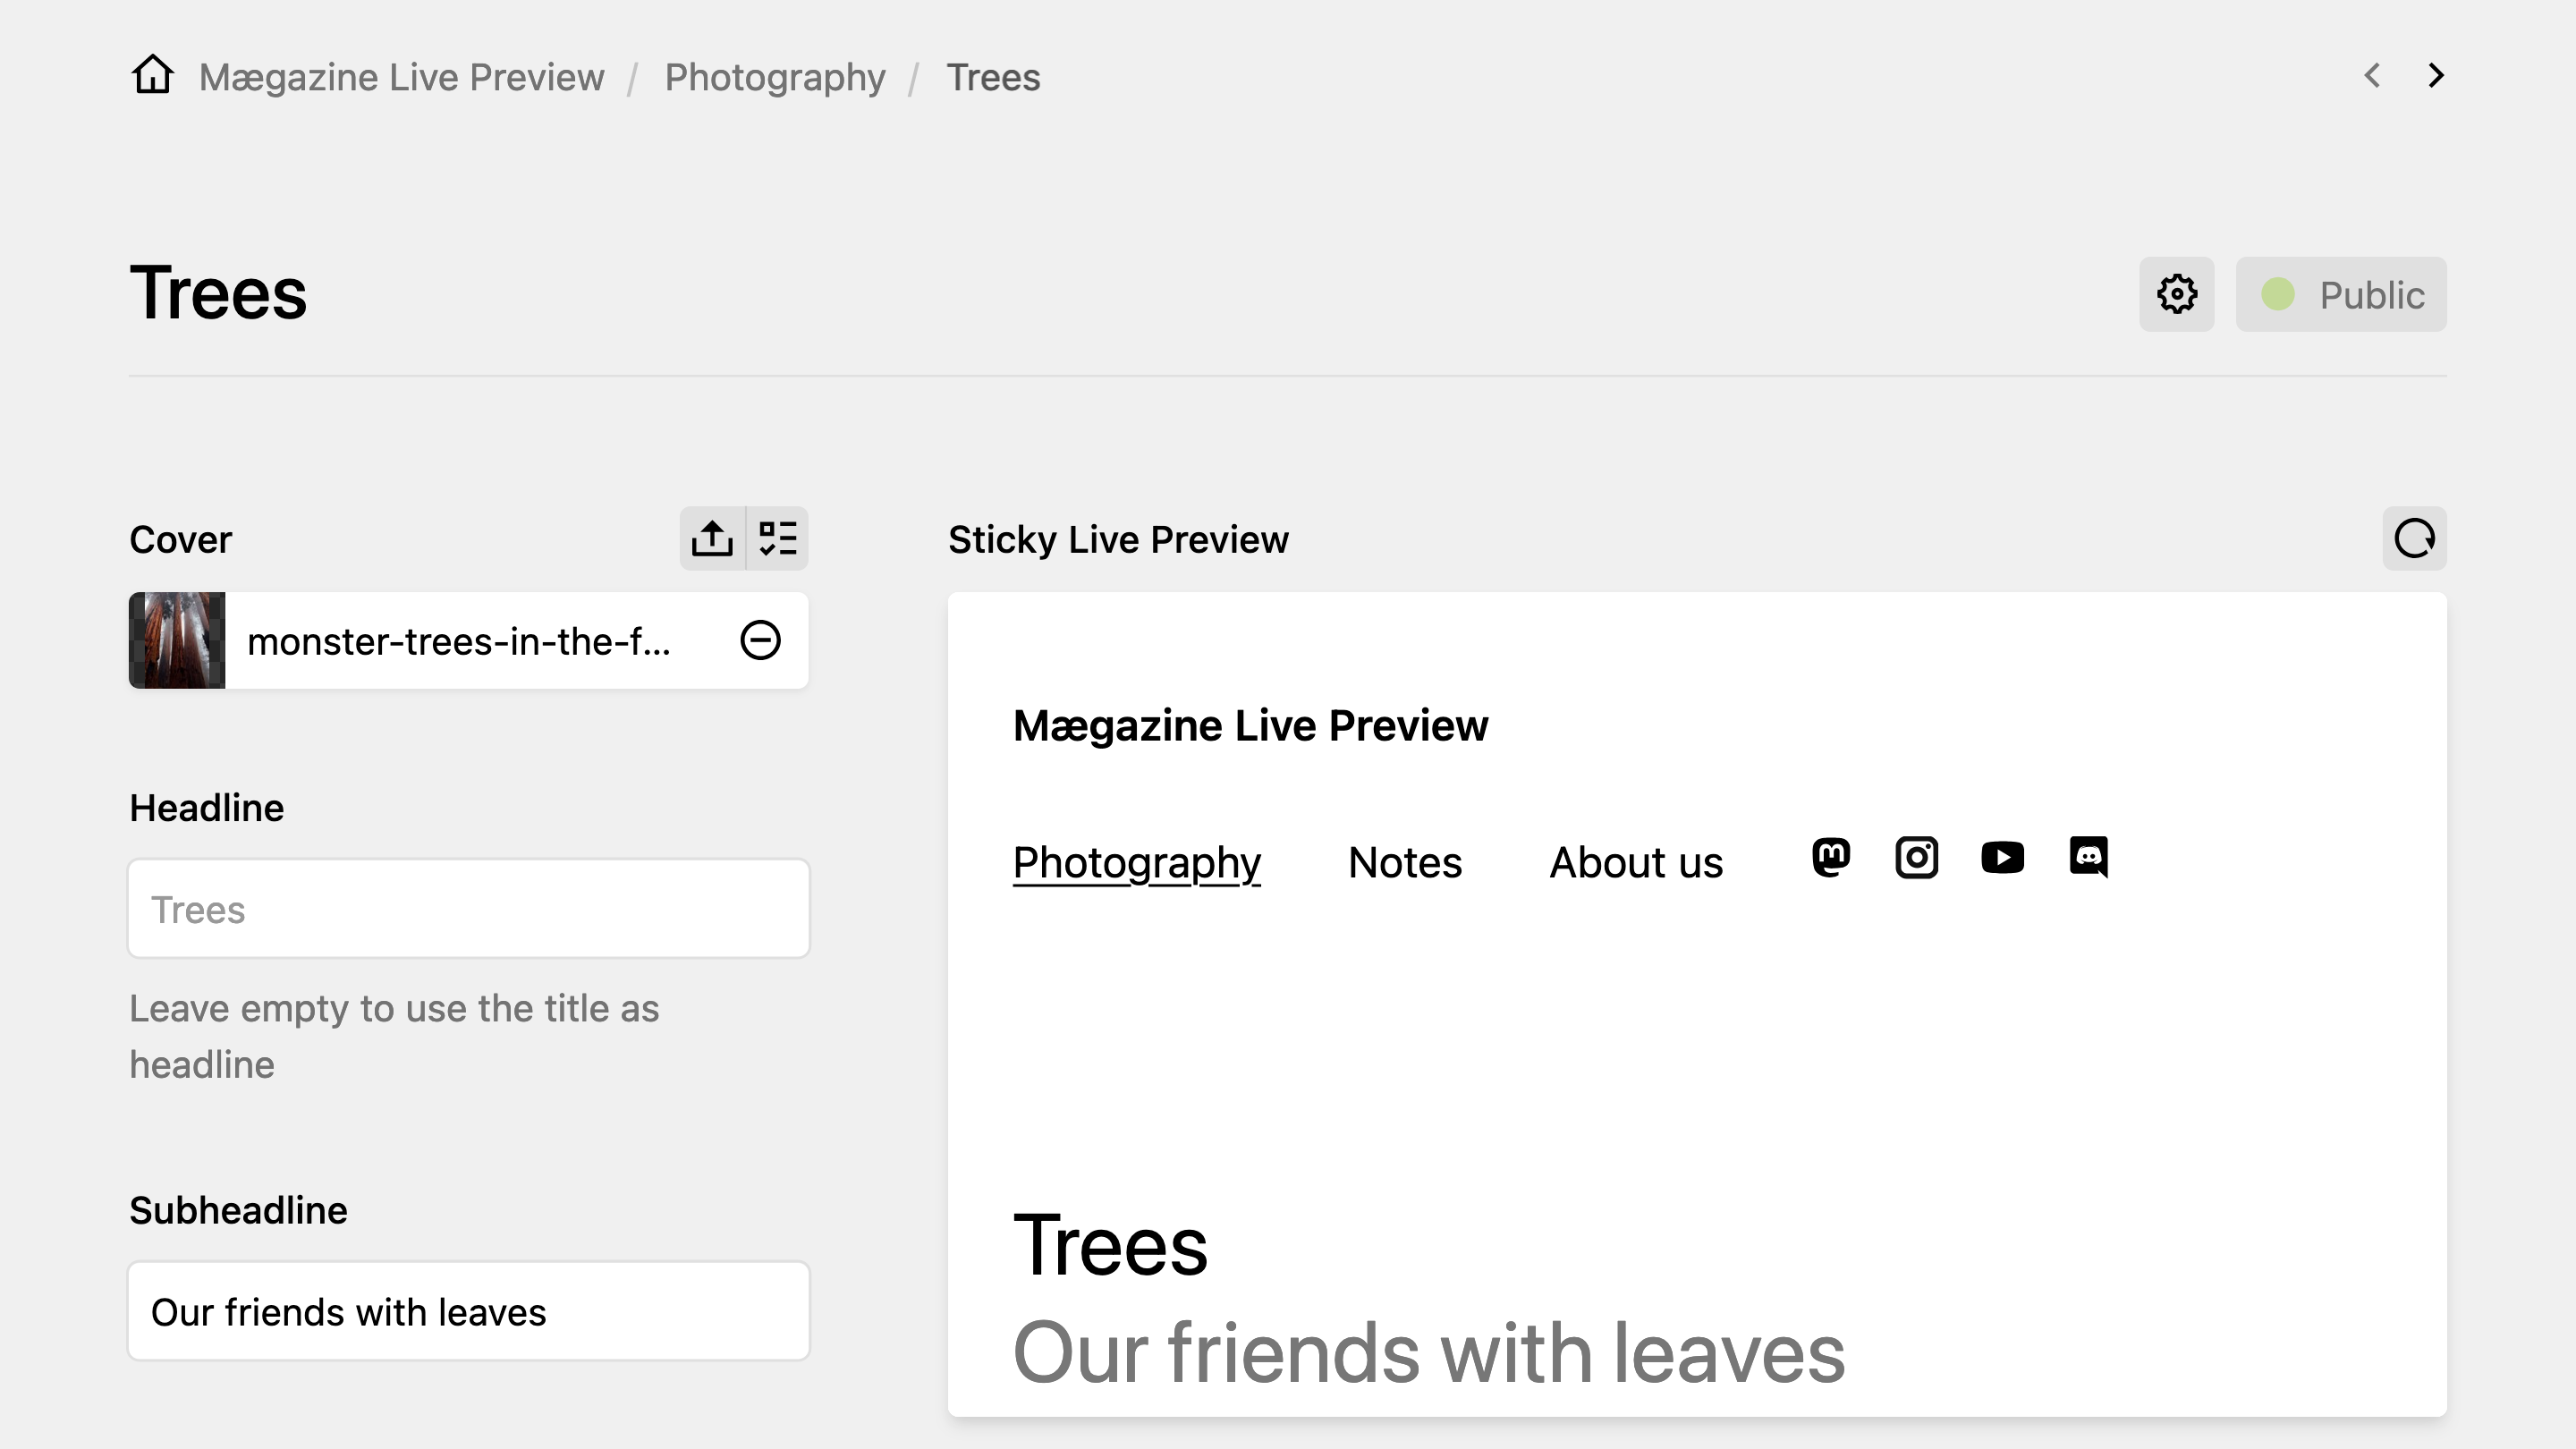 Mægazine Live Preview / Photography / Trees
Trees
Public
Cover
monster-trees-in-the-f...
Headline
Trees
Leave empty to use the title as
headline
Subheadline
Our friends with leaves
Sticky Live Preview
Mægazine Live Preview
Photography Notes About us
Trees
Our friends with leaves